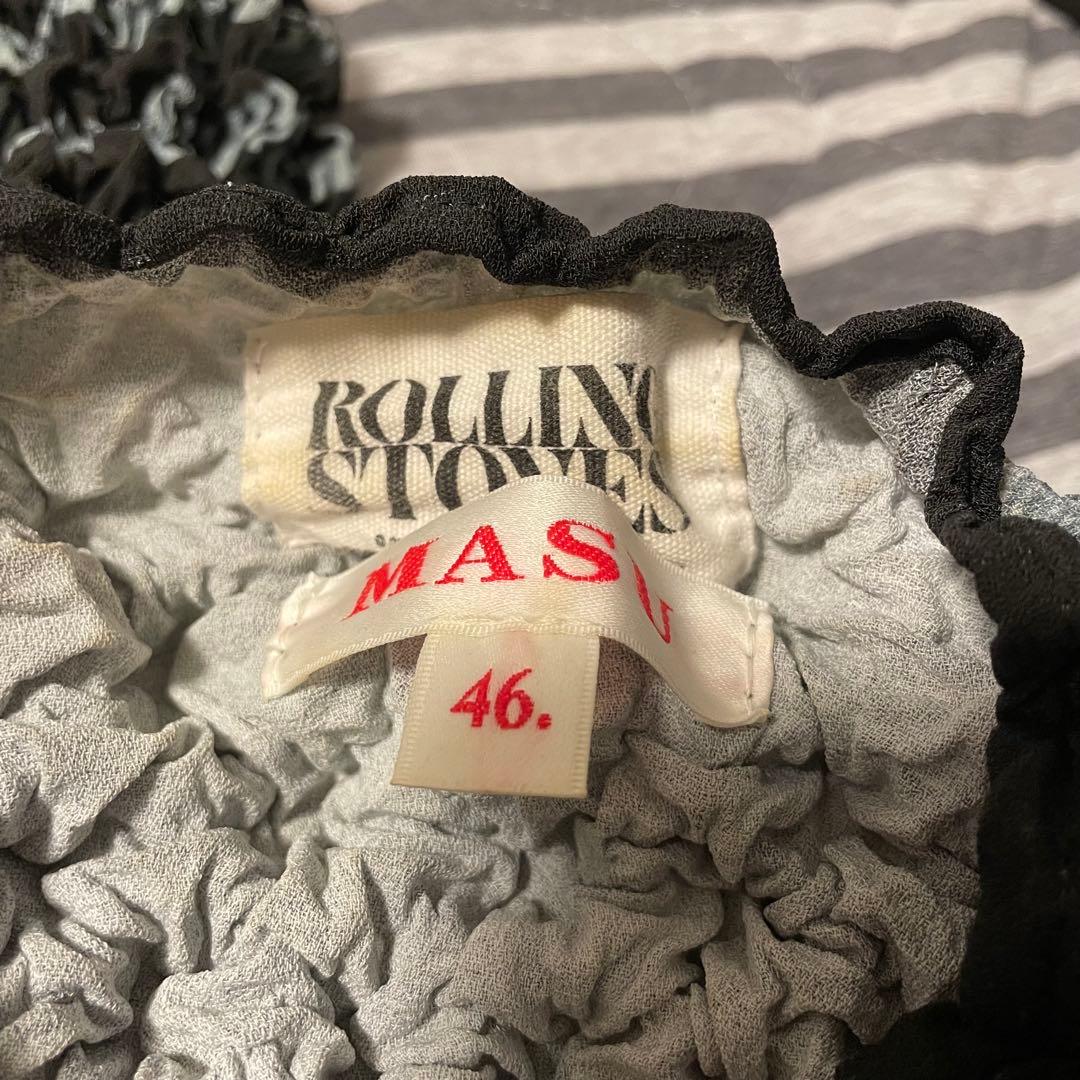 ROLLING
STONES
MASU
46.